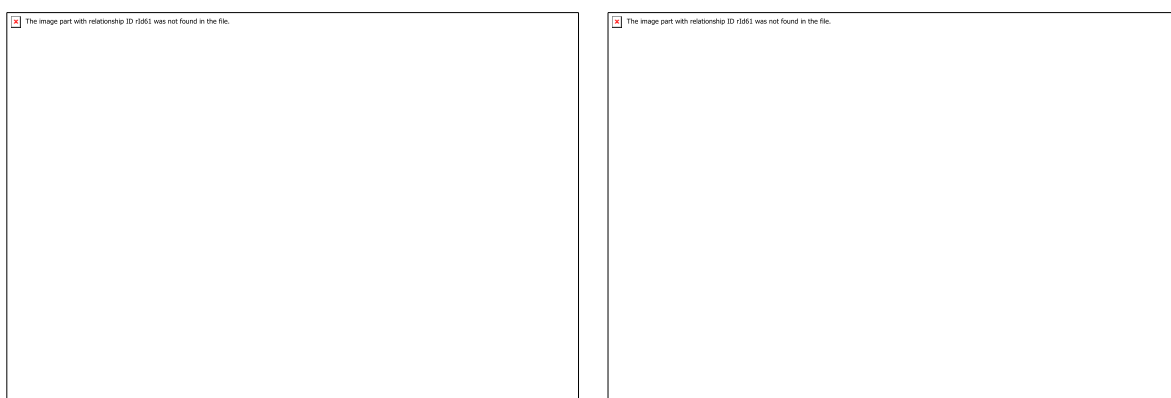 The image part with relationship ID rId61 was not found in the file.
The image part with relationship ID rId61 was not found in the file.